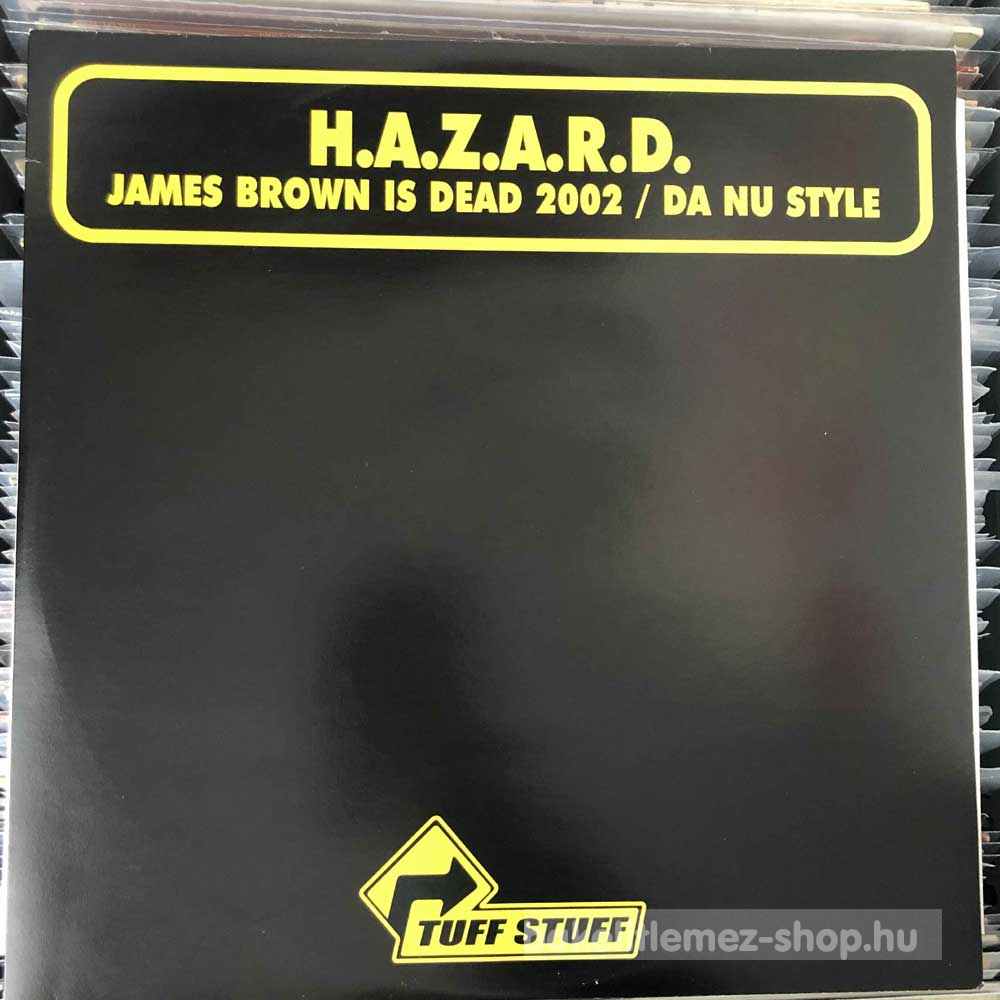 H.A.Z.A.R.D.
JAMES BROWN IS DEAD 2002 / DA NU STYLE
TUFF STUFF
lemez-shop.hu